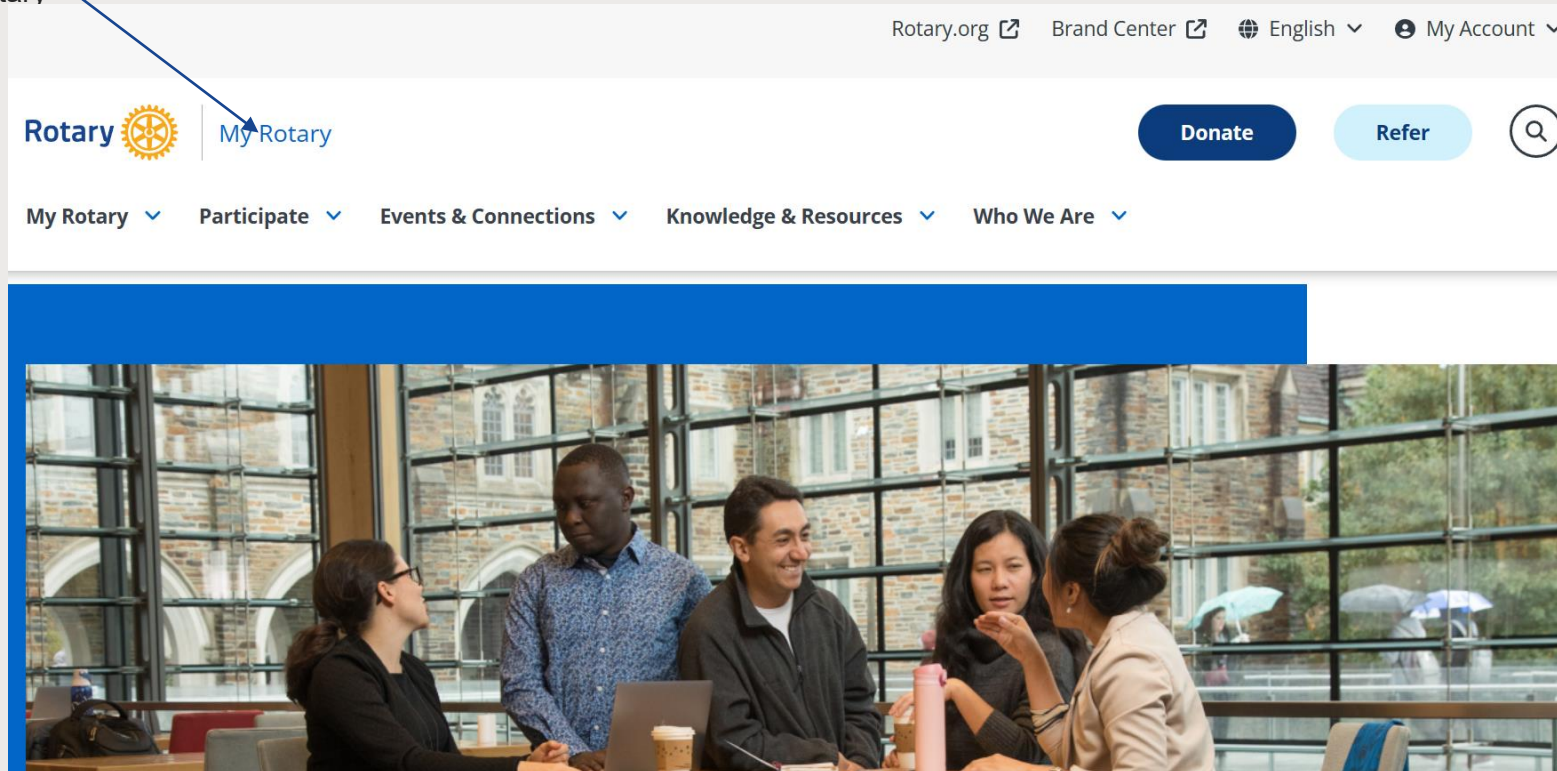 Rotary.org English My Account
Brand Center
Rotary My Rotary Donate Refer
My Rotary Participate Events & Connections Knowledge & Resources Who We Are